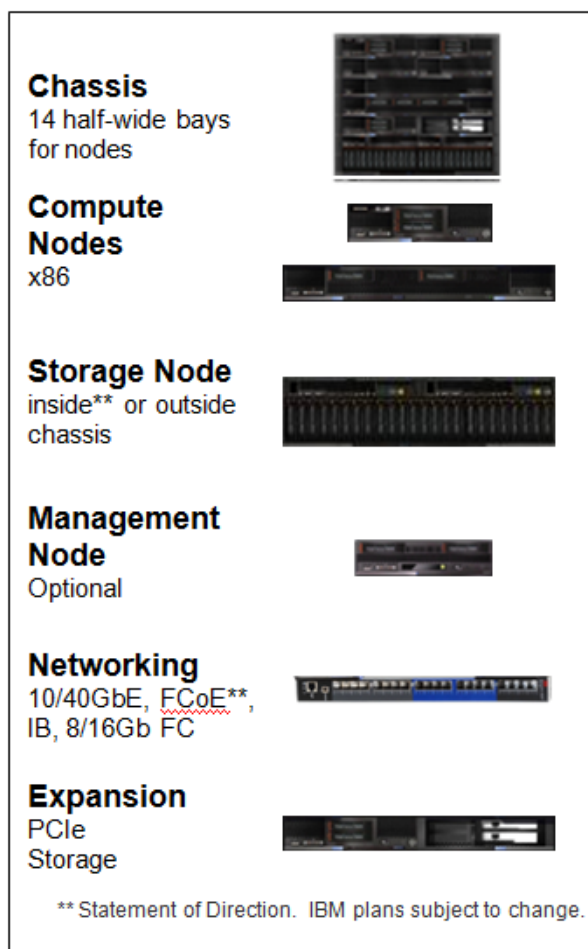 Chassis
14 half-wide bays
for nodes
Compute
Nodes
x86
Storage Node
inside** or outside
chassis
Management
Node
Optional
Networking
10/40GbE, FCoE**,
IB, 8/16Gb FC
Expansion
PCIe
Storage
** Statement of Direction.  IBM plans subject to change.